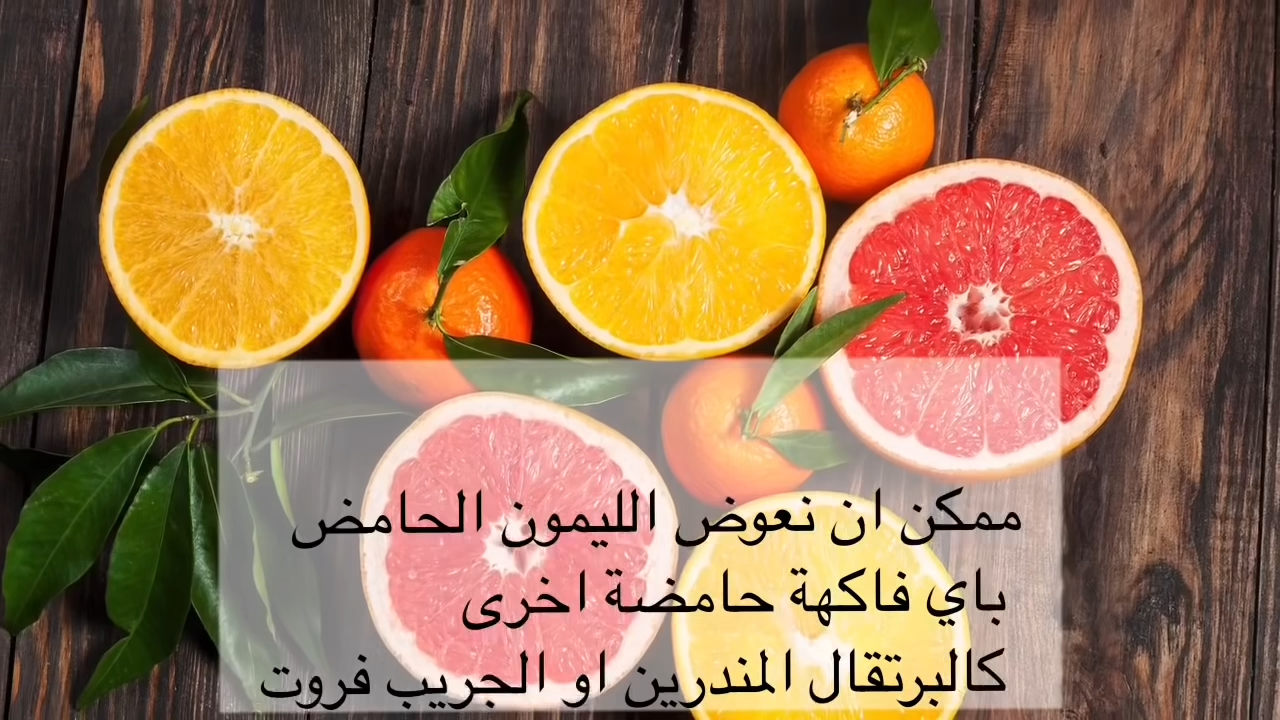 ممكن ان نعوض الليمون الحامض
باي فاكهة حامضة اخرى
كالبرتقال المندرين او الجريب فروت